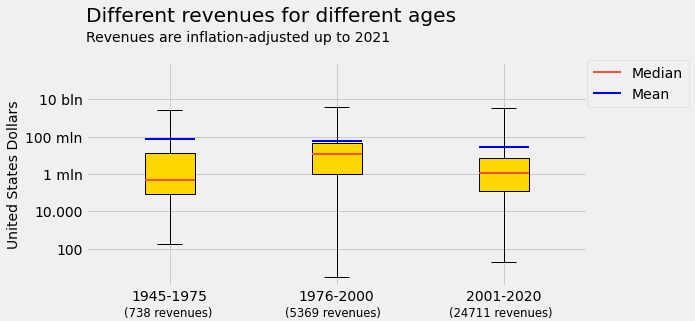 Different revenues for different ages
Revenues are inflation-adjusted up to 2021
Median
Mean
United States Dollars
10 bln
100 mln
1 mln
10.000
100
1945-1975
(738 revenues)
1976-2000
(5369 revenues)
2001-2020
(24711 revenues)